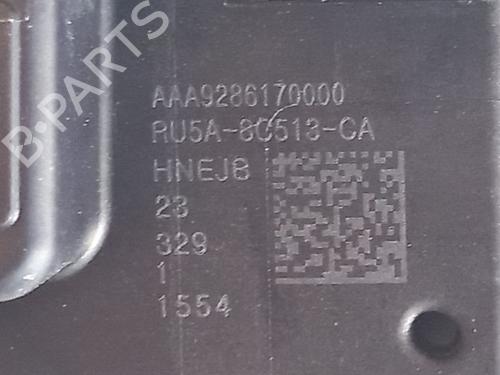 B-PARTS
AAA9286170000
RU5A-8C513-CA
HNEJ8
23
329
1
1554